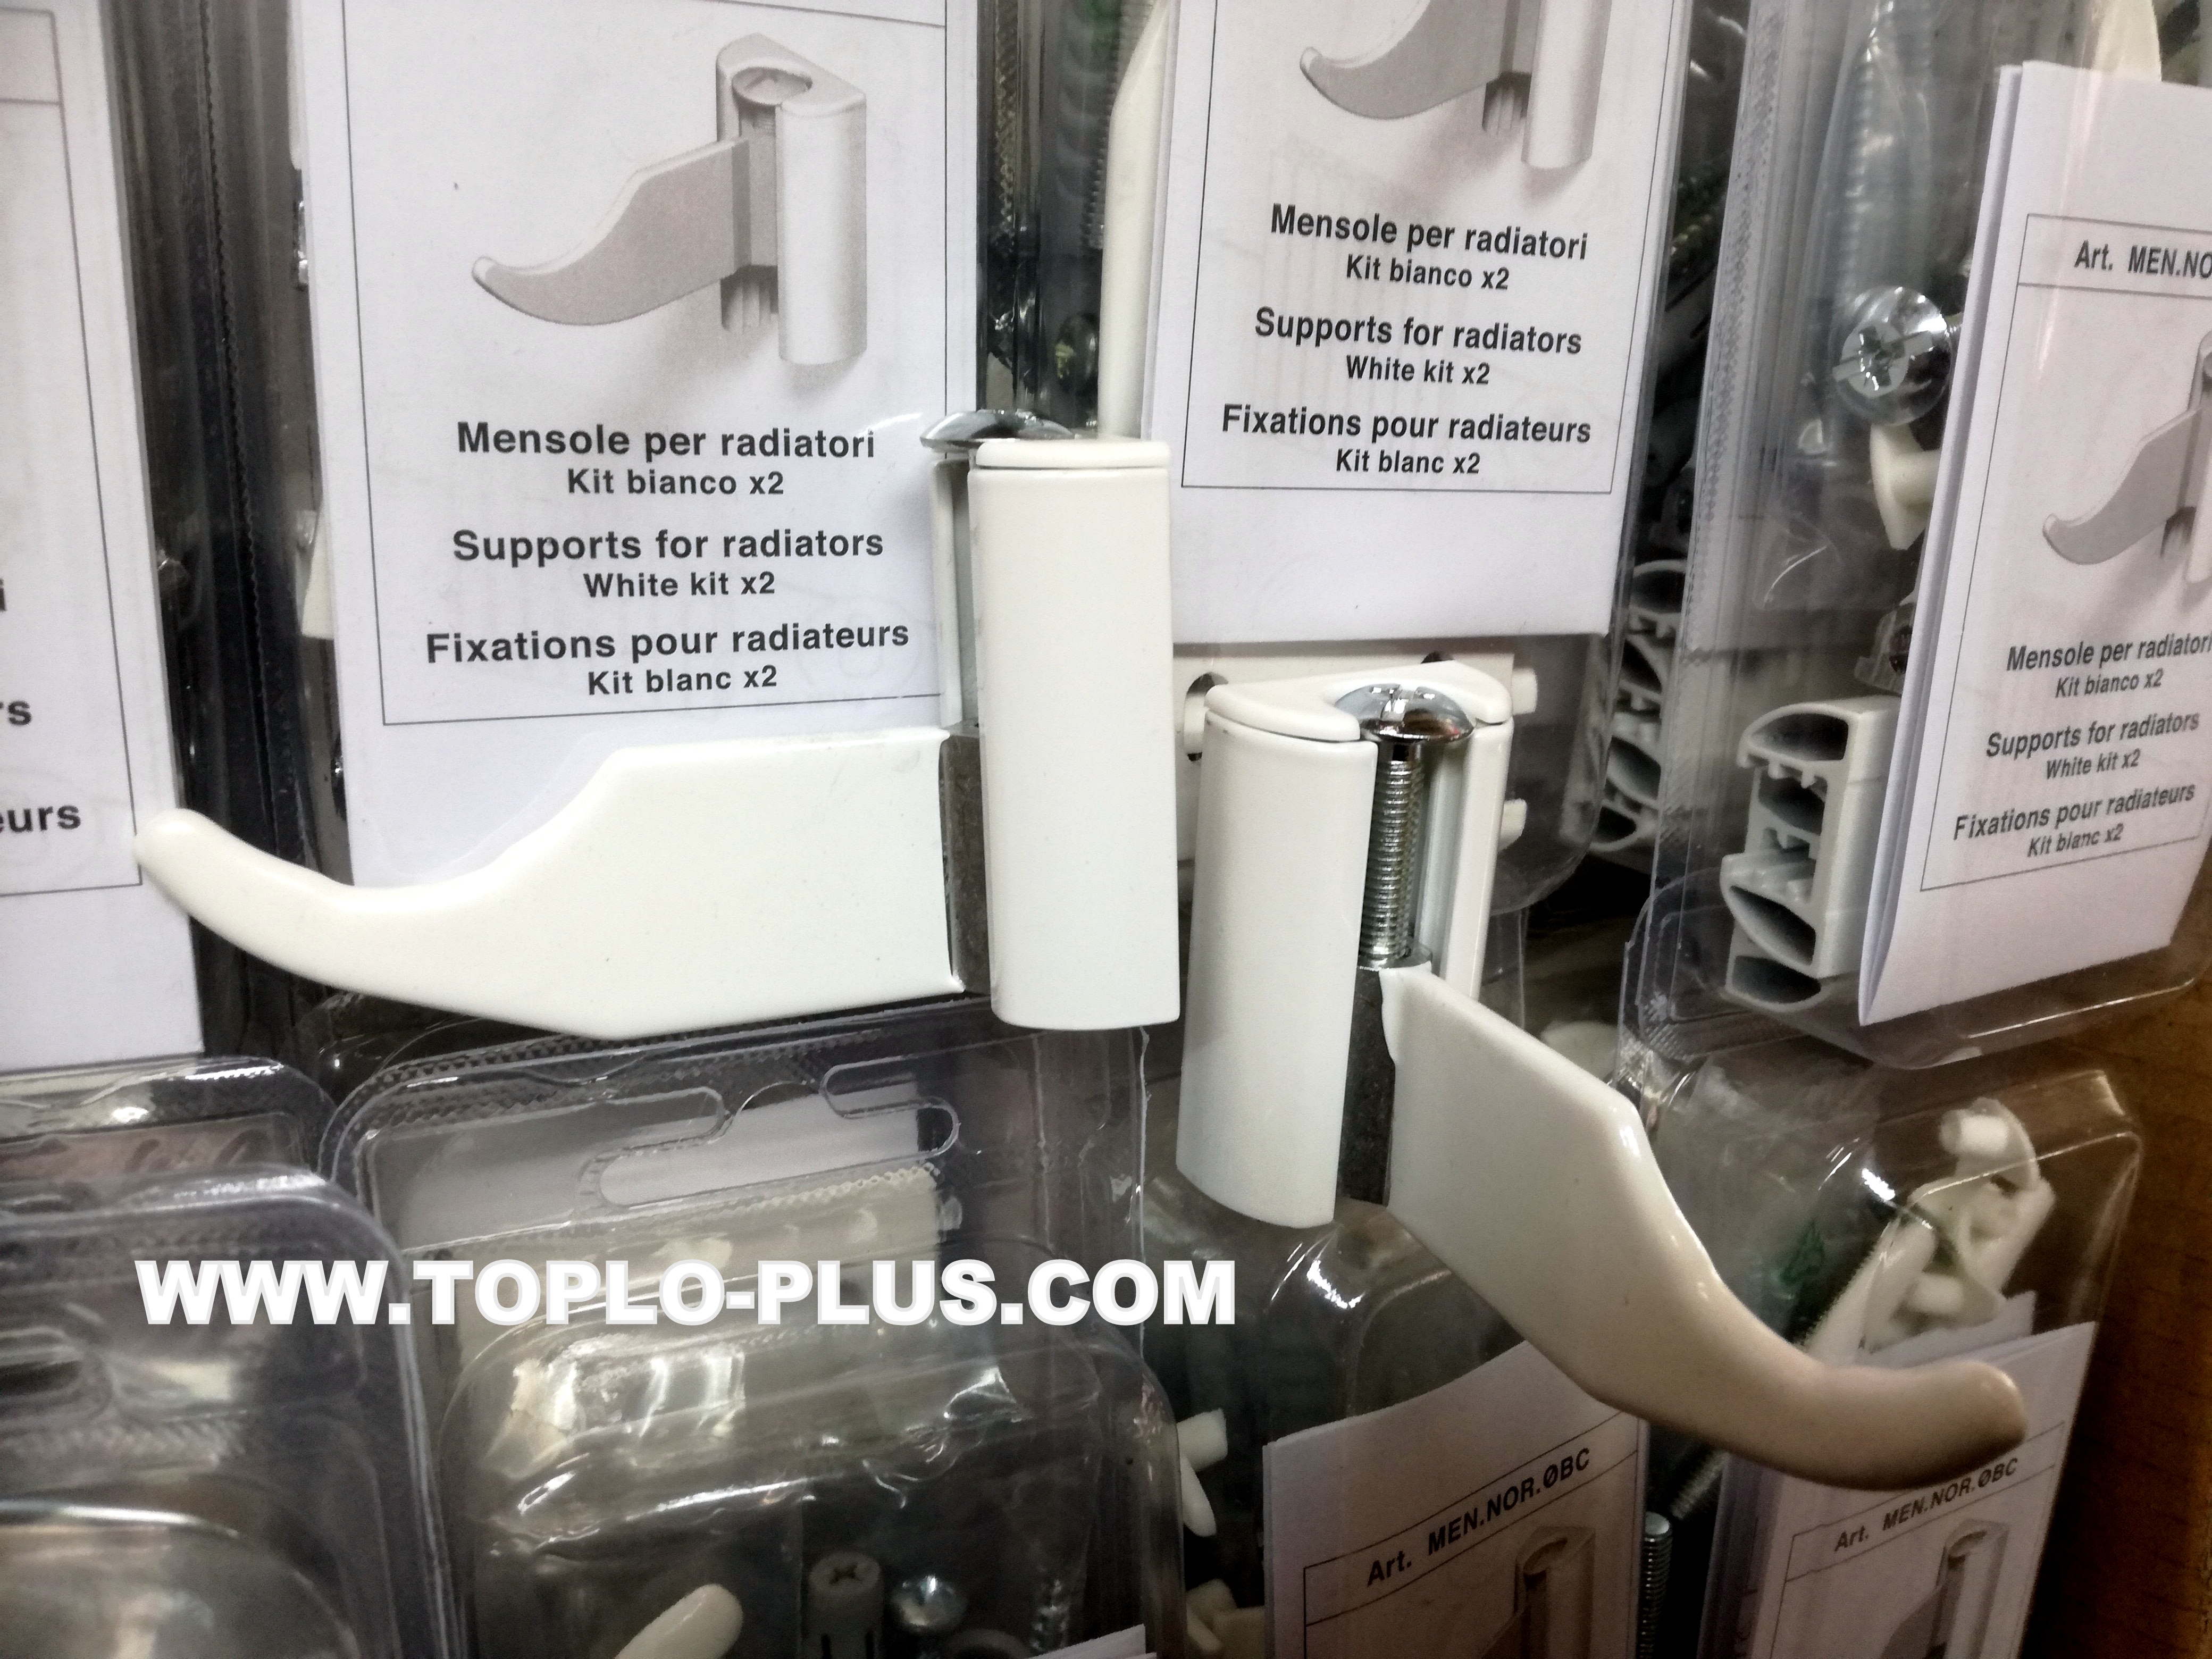 Mensole per radiatori
Kit bianco x2
Supports for radiators
White kit x2
Fixations pour radiateurs
Kit blanc x2
Mensole per radiatori
Kit bianco x2
Supports for radiators
White kit x2
Fixations pour radiateurs
Kit blanc x2
Art. MEN.NO
Mensole per radiatori
Kit bianco x2
Supports for radiators
White kit x2
Fixations pour radiateurs
Kit blanc x2
WWW.TOPLO-PLUS.COM
Art. MEN.NOR.ØBC
Art. MEN.NOR.ØBC